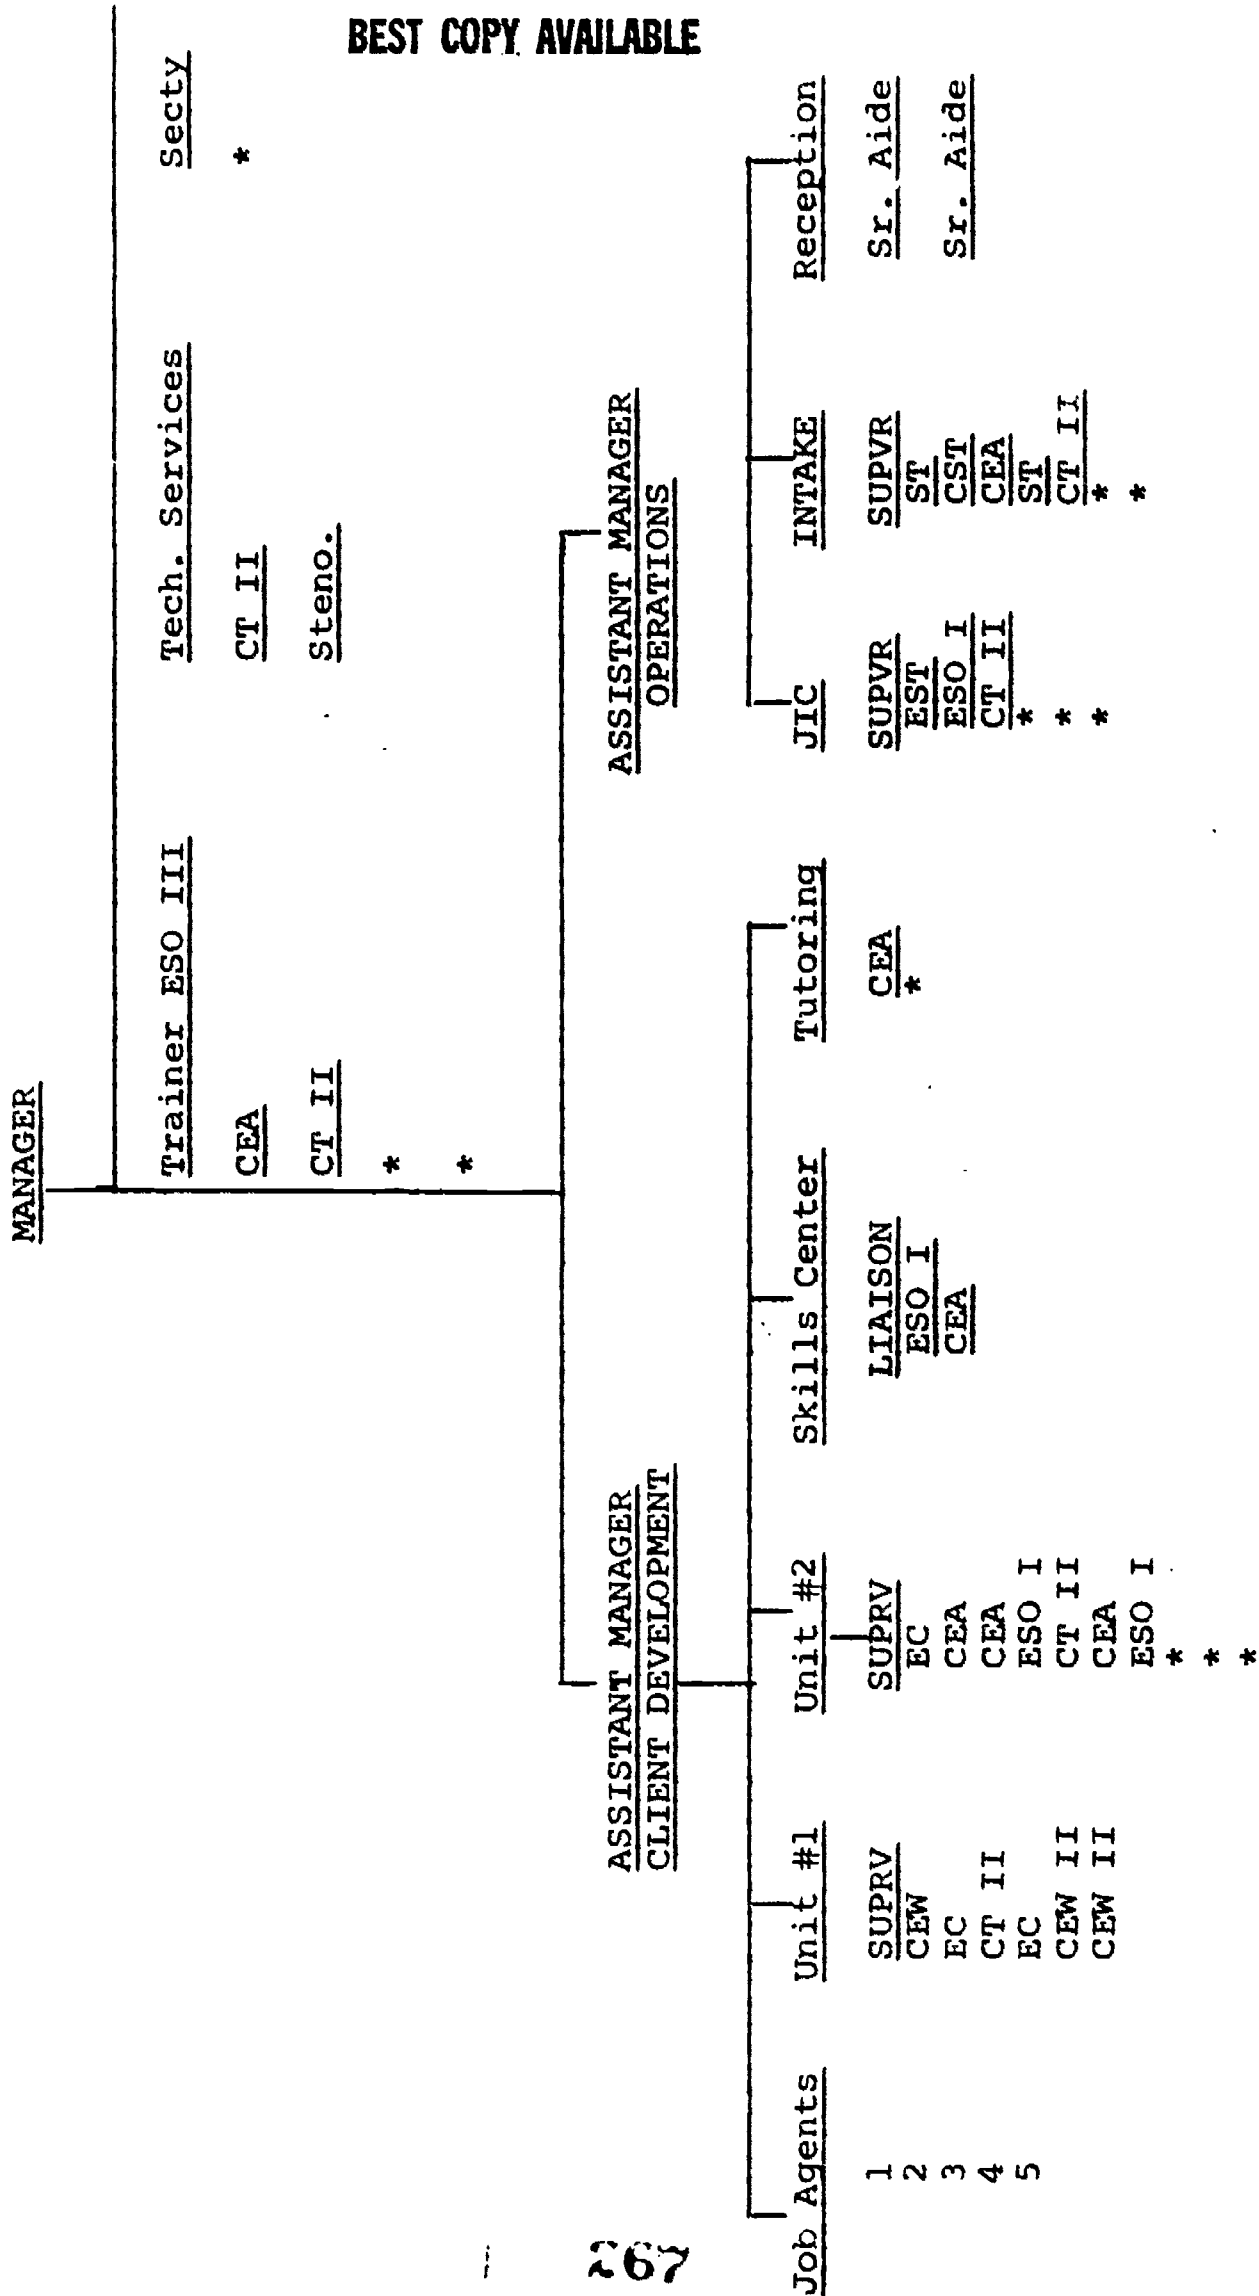 BEST COPY AVAILABLE
MANAGER
Trainer ESO III
CEA
CT II
*
*
Tech. Services
CT II
Steno.
Secty
*
ASSISTANT MANAGER
CLIENT DEVELOPMENT
ASSISTANT MANAGER
OPERATIONS
Job Agents
1
2
3
4
5
Unit #1
SUPRV
CEW
EC
CT II
EC
CEW II
CEW II
Unit #2
SUPRV
EC
CEA
CEA
ESO I
CT II
CEA
ESO I
*
*
*
Skills Center
LIAISON
ESO I
CEA
Tutoring
CEA
*
JIC
SUPVR
EST
ESO I
CT II
*
*
*
INTAKE
SUPVR
ST
CST
CEA
ST
CT II
*
*
Reception
Sr. Aide
Sr. Aide
267